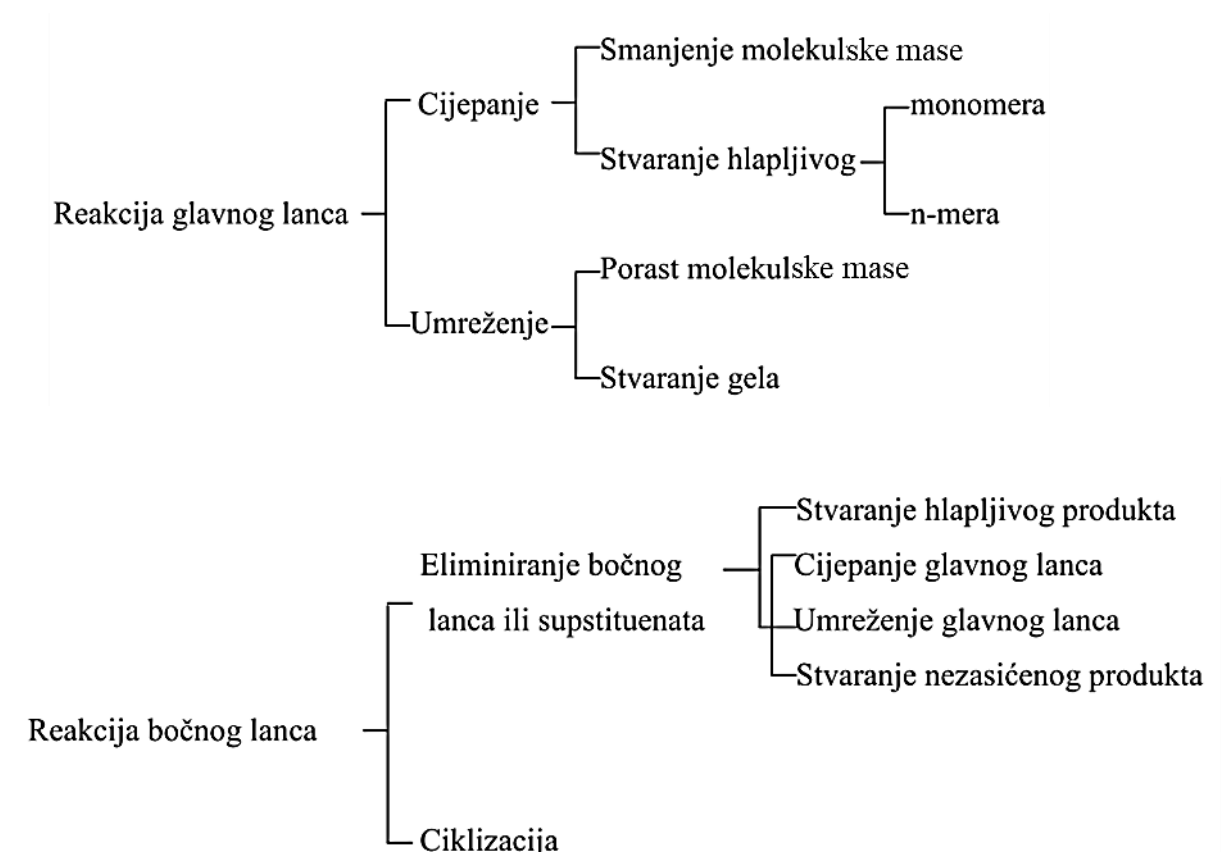 Smanjenje molekulske mase
Cijepanje
monomera
Stvaranje hlapljivog
Reakcija glavnog lanca
n-mera
Porast molekulske mase
Umreženje
Stvaranje gela
Stvaranje hlapljivog produkta
Eliminiranje bočnog
lanca ili supstituenata
Cijepanje glavnog lanca
Umreženje glavnog lanca
Stvaranje nezasićenog produkta
Reakcija bočnog lanca
Ciklizacija